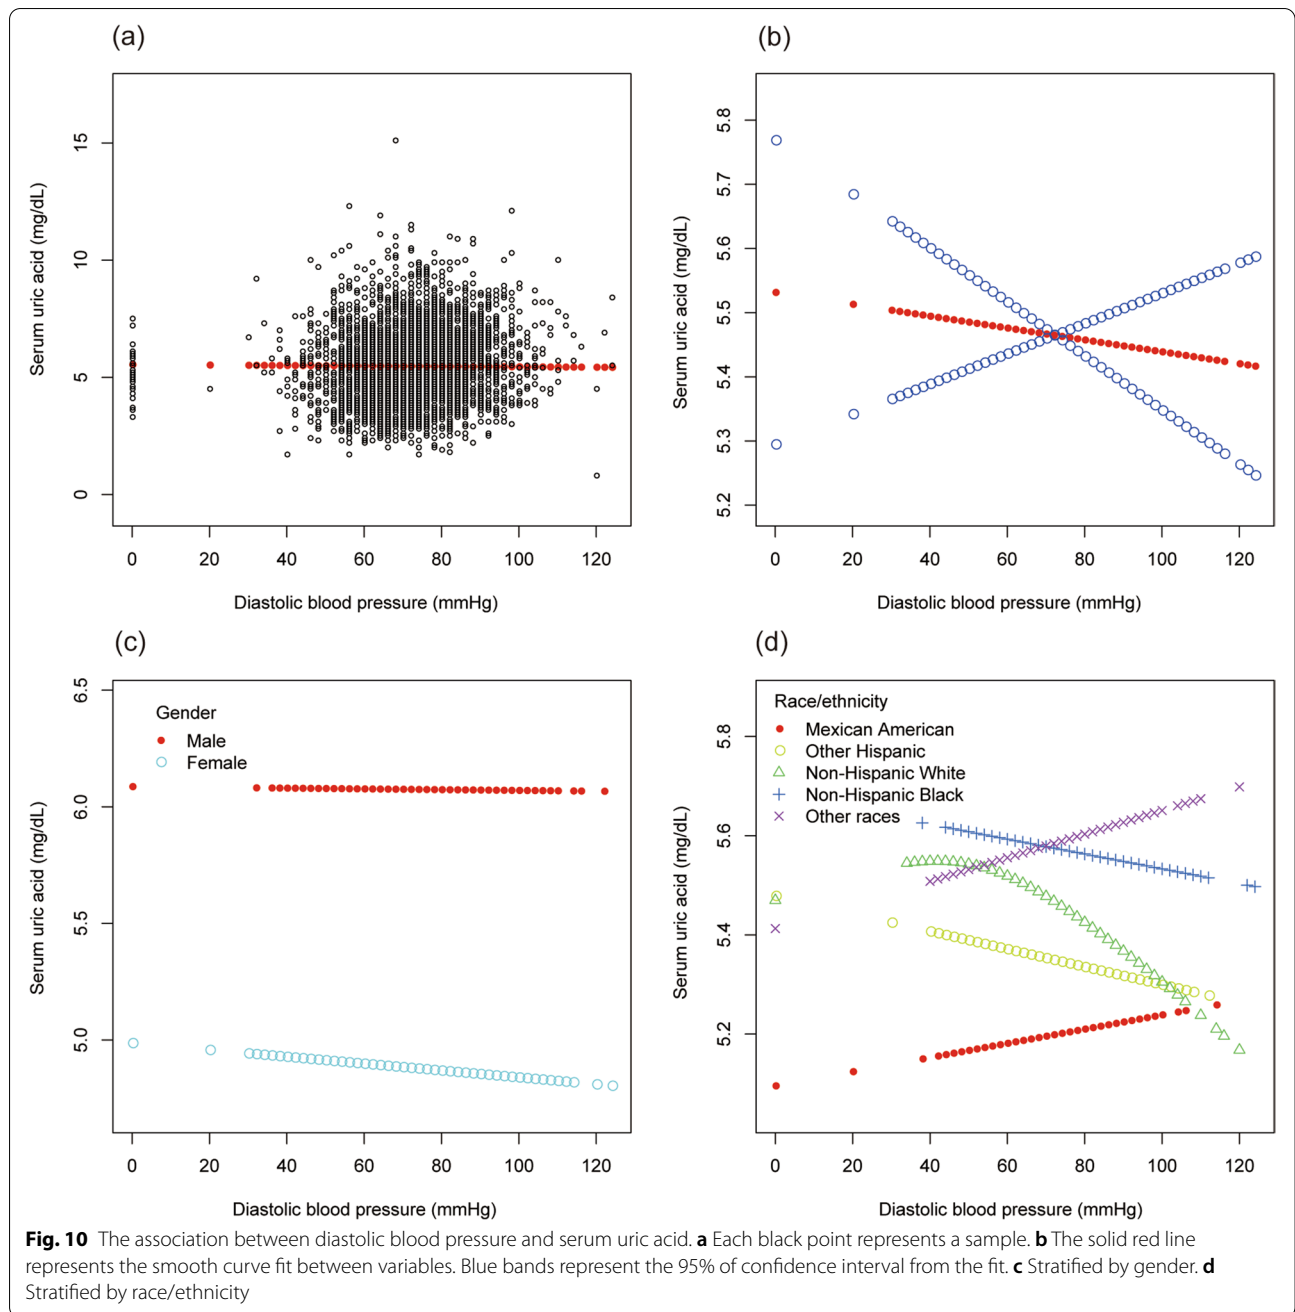 (a)
Serum uric acid (mg/dL)
15
10
5
0
0 20 40 60 80 100 120
Diastolic blood pressure (mmHg)
(b)
Serum uric acid (mg/dL)
5.8
5.7
5.6
5.5
5.4
5.3
5.2
0 20 40 60 80 100 120
Diastolic blood pressure (mmHg)
(c)
Serum uric acid (mg/dL)
6.5
6.0
5.5
5.0
Gender
Male
Female
0 20 40 60 80 100 120
Diastolic blood pressure (mmHg)
(d)
Serum uric acid (mg/dL)
5.8
5.6
5.4
5.2
Race/ethnicity
Mexican American
Other Hispanic
Non-Hispanic White
Non-Hispanic Black
Other races
0 20 40 60 80 100 120
Diastolic blood pressure (mmHg)
Fig. 10 The association between diastolic blood pressure and serum uric acid. a Each black point represents a sample. b The solid red line
represents the smooth curve fit between variables. Blue bands represent the 95% of confidence interval from the fit. c Stratified by gender. d
Stratified by race/ethnicity